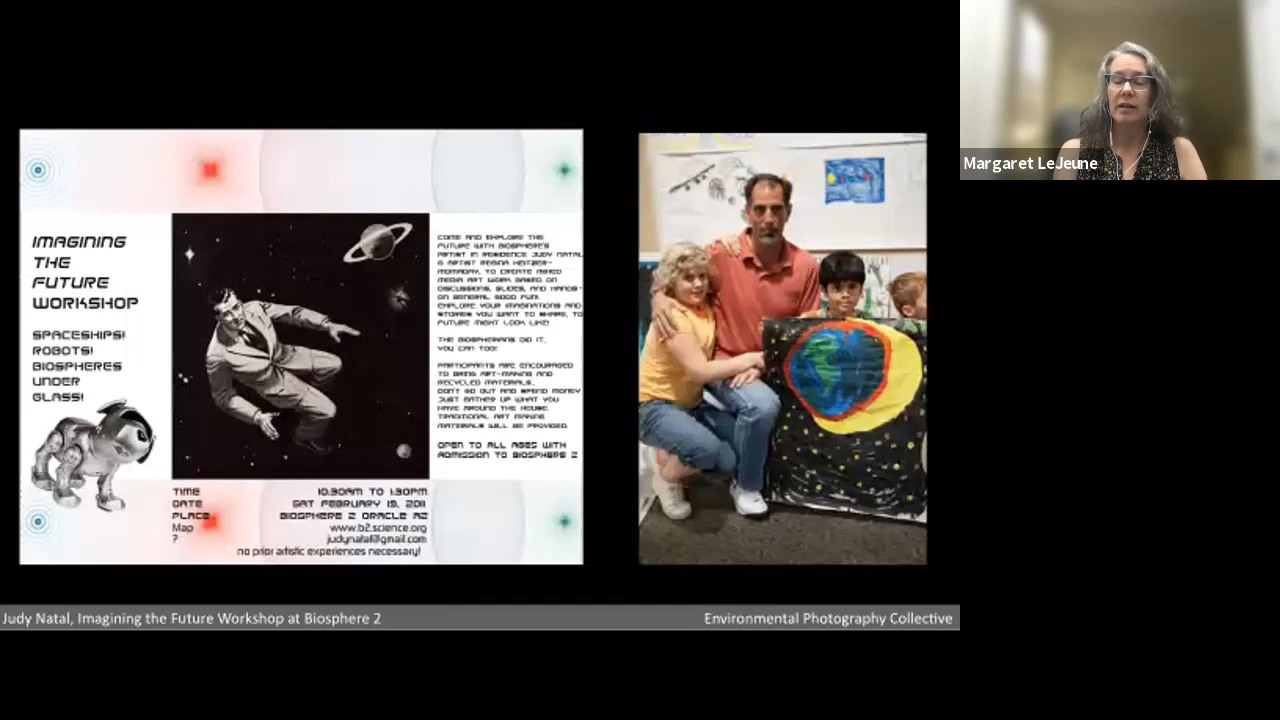 IMAGINING
THE
FUTURE
WORKSHOP
SPACESHIPS!
ROBOTS!
BIOSPHERES
UNDER
GLASS!
COME AND EXPLORE THE
FUTURE WITH BIOSPHERE'S
ARTIST IN RESIDENCE JUDY NATAL
& ARTIST REGINA HEITZER-
MOMADAY, TO CREATE MIXED
MEDIA ART WORK BASED ON
DISCUSSIONS, SLIDES, AND HANDS-
ON GENERAL GOOD FUN!
EXPLORE YOUR IMAGINATIONS AND
STORIES YOU WANT TO SHARE, TO
FUTURE MIGHT LOOK LIKE!
THE BIOSPHERIANS DID IT,
YOU CAN TOO!
PARTICIPANTS ARE ENCOURAGED
TO BRING ART-MAKING AND
RECYCLED MATERIALS.
DON'T GO OUT AND SPEND MONEY
JUST GATHER UP WHAT YOU
HAVE AROUND THE HOUSE.
TRADITIONAL ART MAKING
MATERIALS WILL BE PROVIDED.
OPEN TO ALL AGES WITH
ADMISSION TO BIOSPHERE 2
TIME 10:30AM TO 1:30PM
DATE SAT FEBRUARY 19, 2011
PLACE BIOSPHERE 2 ORACLE AZ
Map www.b2.science.org
? judynatal@gmail.com
no prior artistic experiences necessary!
Margaret LeJeune
Judy Natal, Imagining the Future Workshop at Biosphere 2
Environmental Photography Collective